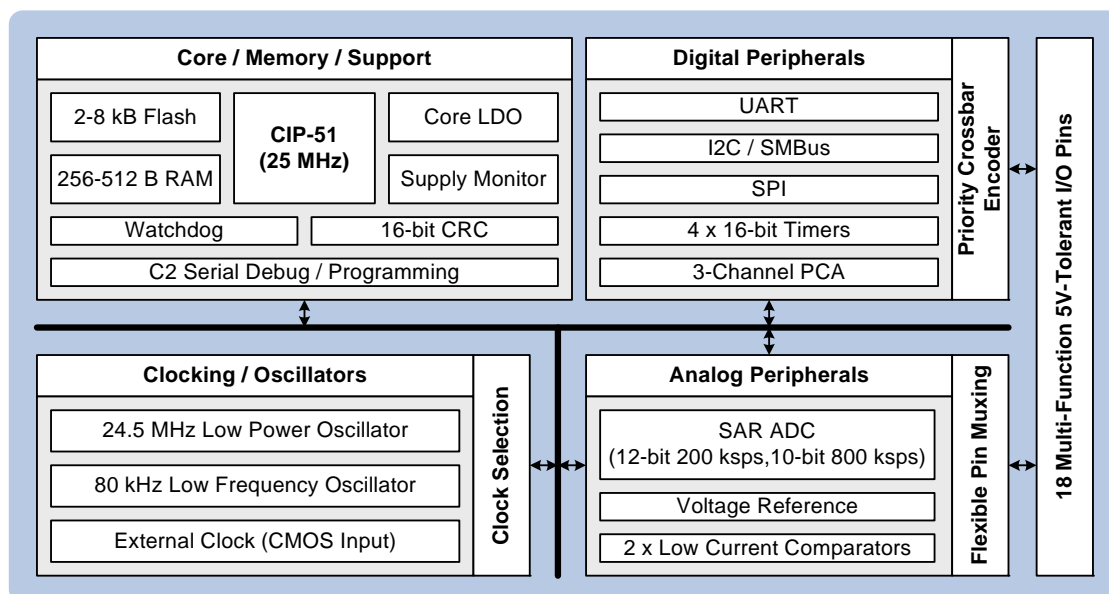 Core / Memory / Support
2-8 kB Flash
CIP-51
(25 MHz)
Core LDO
256-512 B RAM
Supply Monitor
Watchdog
16-bit CRC
C2 Serial Debug / Programming
Digital Peripherals
UART
I2C / SMBus
SPI
4 x 16-bit Timers
3-Channel PCA
Priority Crossbar
Encoder
18 Multi-Function 5V-Tolerant I/O Pins
Clocking / Oscillators
24.5 MHz Low Power Oscillator
80 kHz Low Frequency Oscillator
External Clock (CMOS Input)
Clock Selection
Analog Peripherals
SAR ADC
(12-bit 200 ksps,10-bit 800 ksps)
Voltage Reference
2 x Low Current Comparators
Flexible Pin Muxing